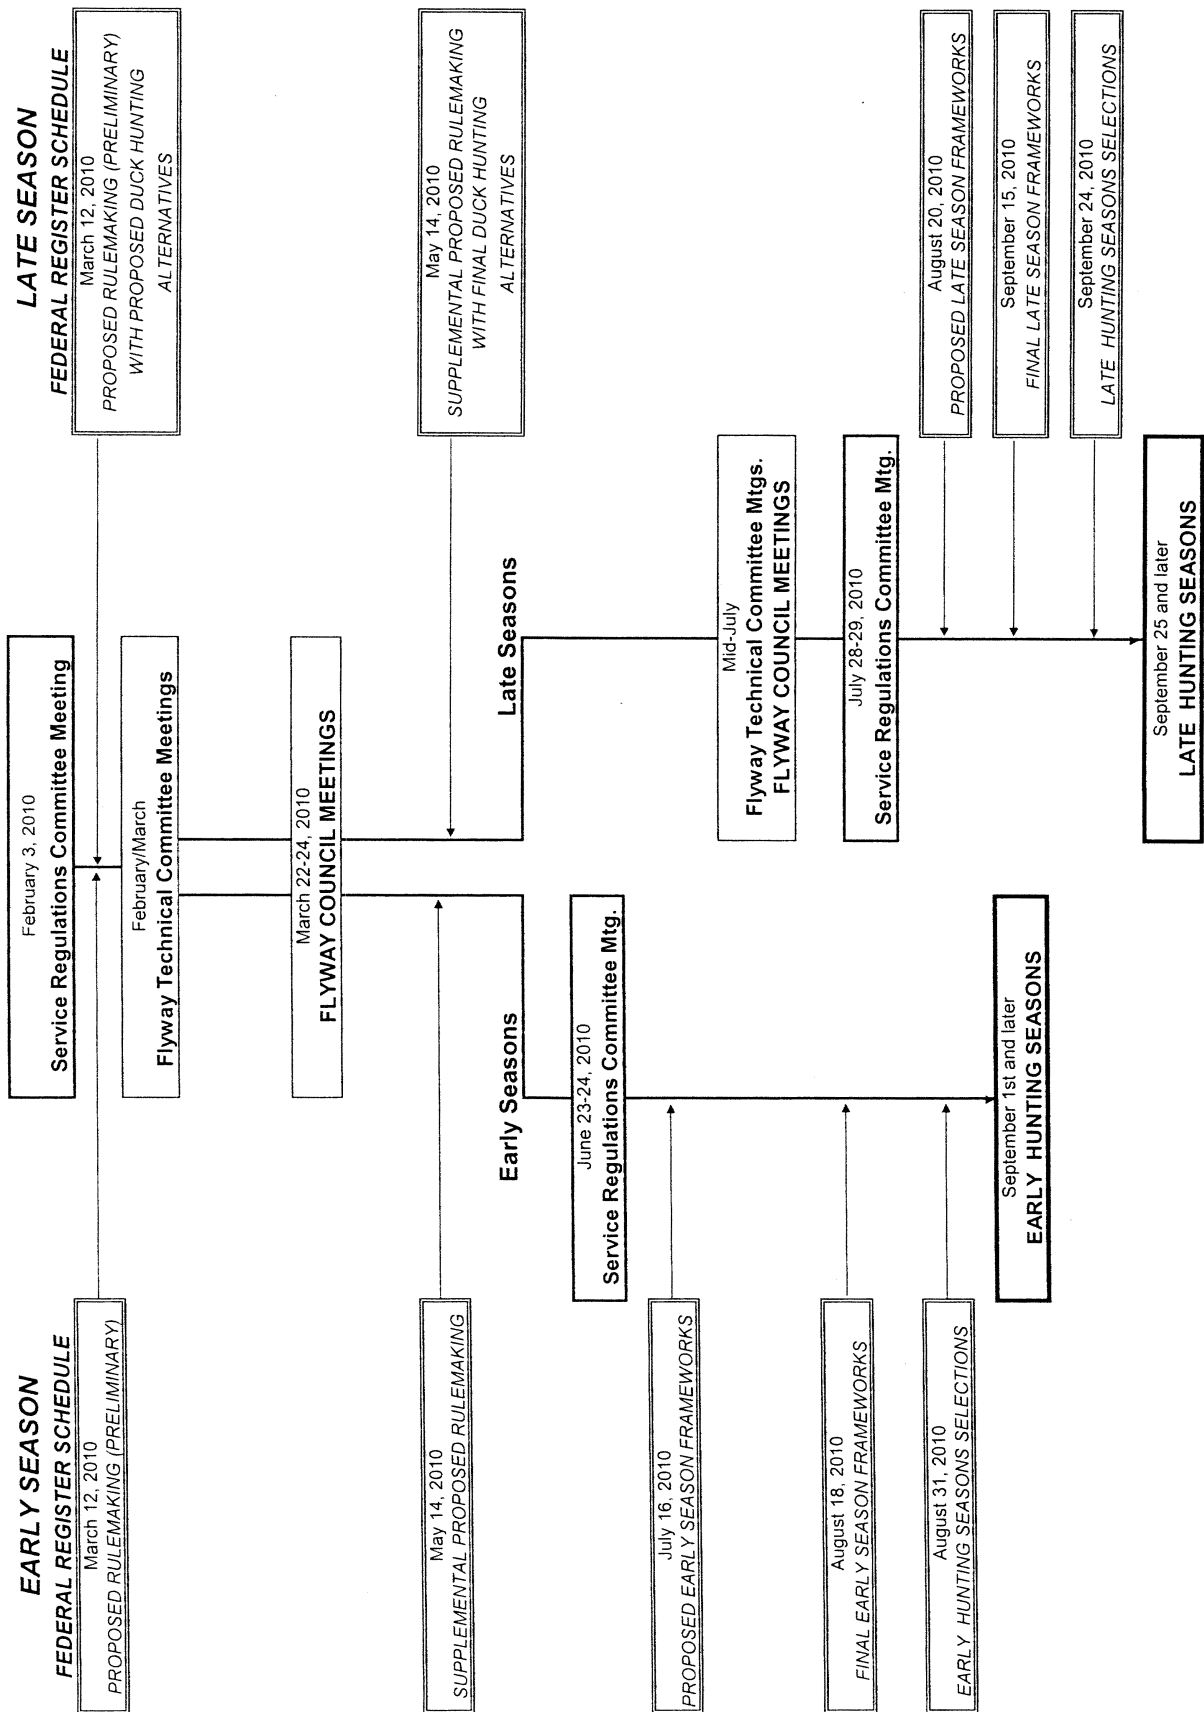 EARLY SEASON
FEDERAL REGISTER SCHEDULE
March 12, 2010
PROPOSED RULEMAKING (PRELIMINARY)
May 14, 2010
SUPPLEMENTAL PROPOSED RULEMAKING
July 16, 2010
PROPOSED EARLY SEASON FRAMEWORKS
August 18, 2010
FINAL EARLY SEASON FRAMEWORKS
August 31, 2010
EARLY HUNTING SEASONS SELECTIONS
February 3, 2010
Service Regulations Committee Meeting
February/March
Flyway Technical Committee Meetings
March 22-24, 2010
FLYWAY COUNCIL MEETINGS
Early Seasons
June 23-24, 2010
Service Regulations Committee Mtg.
September 1st and later
EARLY HUNTING SEASONS
Late Seasons
Mid-July
Flyway Technical Committee Mtgs.
FLYWAY COUNCIL MEETINGS
July 28-29, 2010
Service Regulations Committee Mtg.
September 25 and later
LATE HUNTING SEASONS
LATE SEASON
FEDERAL REGISTER SCHEDULE
March 12, 2010
PROPOSED RULEMAKING (PRELIMINARY)
WITH PROPOSED DUCK HUNTING
ALTERNATIVES
May 14, 2010
SUPPLEMENTAL PROPOSED RULEMAKING
WITH FINAL DUCK HUNTING
ALTERNATIVES
August 20, 2010
PROPOSED LATE SEASON FRAMEWORKS
September 15, 2010
FINAL LATE SEASON FRAMEWORKS
September 24, 2010
LATE HUNTING SEASONS SELECTIONS